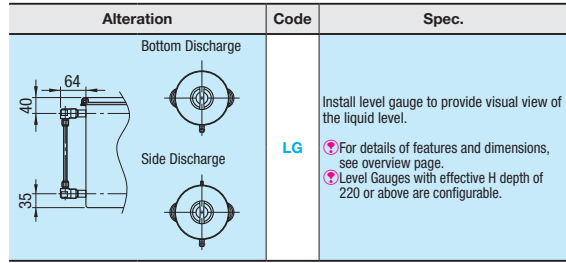 Alteration Code Spec.
Bottom Discharge
64
40
Side Discharge
35
LG
Install level gauge to provide visual view of
the liquid level.
For details of features and dimensions,
see overview page.
Level Gauges with effective H depth of
220 or above are configurable.